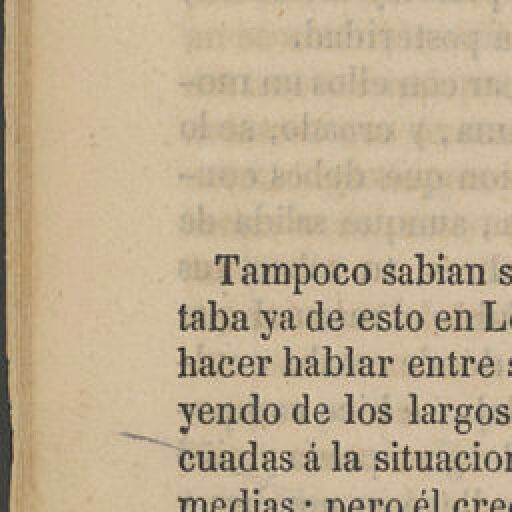 Tampoco sabian s
taba ya de esto en L
hacer hablar entre s
yendo de los largos
cuadas á la situacion
medias; pero él cre